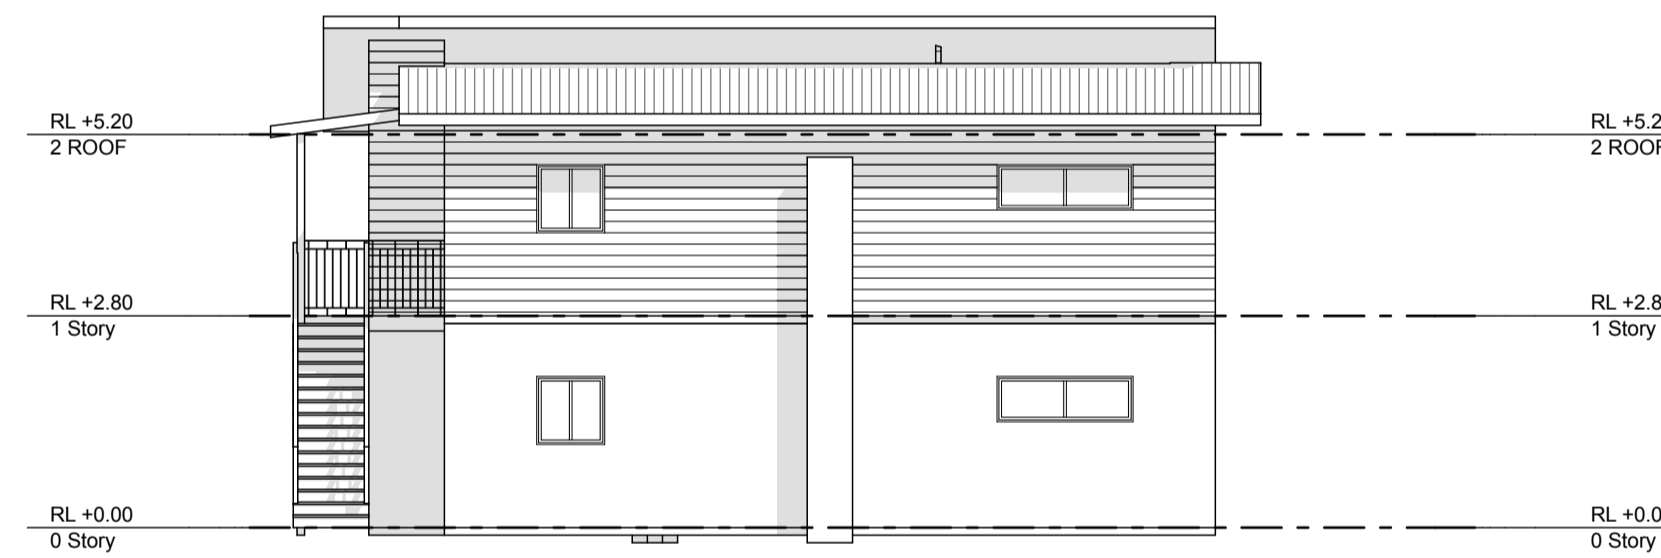 RL +5.20
2 ROOF
RL +5.2
2 ROOF
RL +2.80
1 Story
RL +2.8
1 Story
RL +0.00
0 Story
RL +0.0
0 Story